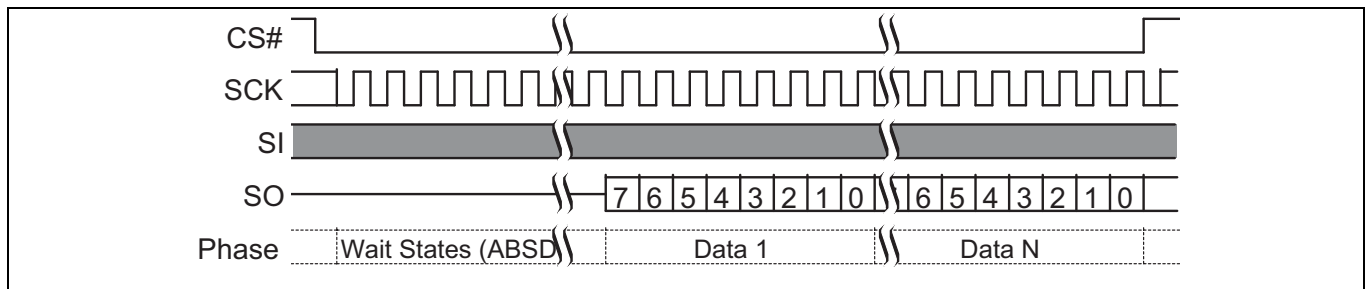 CS#
SCK
SI
SO 7 6 5 4 3 2 1 0 6 5 4 3 2 1 0
Phase Wait States (ABSD Data 1 Data N